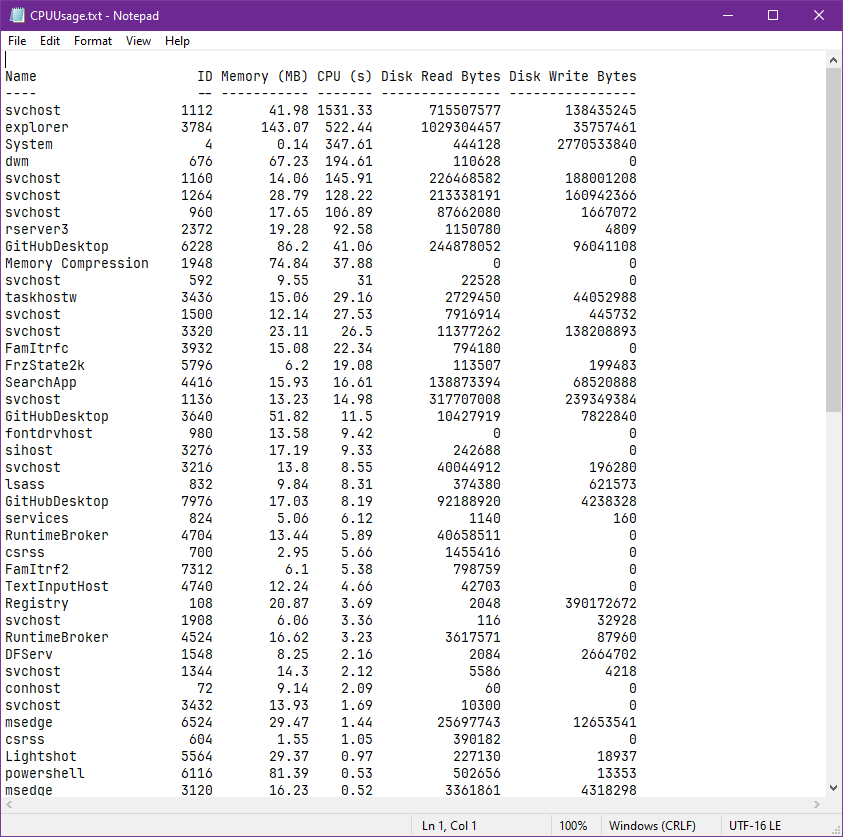 CPUUsage.txt - Notepad
File Edit Format View Help
Name ID Memory (MB) CPU (s) Disk Read Bytes Disk Write Bytes
---- -- ----------- ------- --------------- ----------------
svchost 1112 41.98 1531.33 715507577 138435245
explorer 3784 143.07 522.44 1029304457 35757461
System 4 0.14 347.61 444128 2770533840
dwm 676 67.23 194.61 110628 0
svchost 1160 14.06 145.91 226468582 188001208
svchost 1264 28.79 128.22 213338191 160942366
svchost 960 17.65 106.89 87662080 1667072
rserver3 2372 19.28 92.58 1150780 4809
GitHubDesktop 6228 86.2 41.06 244878052 96041108
Memory Compression 1948 74.84 37.88 0 0
svchost 592 9.55 31 22528 0
taskhostw 3436 15.06 29.16 2729450 44052988
svchost 1500 12.14 27.53 7916914 445732
svchost 3320 23.11 26.5 11377262 138208893
FamItrfc 3932 15.08 22.34 794180 0
FrzState2k 5796 6.2 19.08 113507 199483
SearchApp 4416 15.93 16.61 138873394 68520888
svchost 1136 13.23 14.98 317707008 239349384
GitHubDesktop 3640 51.82 11.5 10427919 7822840
fontdrvhost 980 13.58 9.42 0 0
sihost 3276 17.19 9.33 242688 0
svchost 3216 13.8 8.55 40044912 196280
lsass 832 9.84 8.31 374380 621573
GitHubDesktop 7976 17.03 8.19 92188920 4238328
services 824 5.06 6.12 1140 160
RuntimeBroker 4704 13.44 5.89 40658511 0
csrss 700 2.95 5.66 1455416 0
FamItrf2 7312 6.1 5.38 798759 0
TextInputHost 4740 12.24 4.66 42703 0
Registry 108 20.87 3.69 2048 390172672
svchost 1908 6.06 3.36 116 32928
RuntimeBroker 4524 16.62 3.23 3617571 87960
DFServ 1548 8.25 2.16 2084 2664702
svchost 1344 14.3 2.12 5586 4218
conhost 72 9.14 2.09 60 0
svchost 3432 13.93 1.69 10300 0
msedge 6524 29.47 1.44 25697743 12653541
csrss 604 1.55 1.05 390182 0
Lightshot 5564 29.37 0.97 227130 18937
powershell 6116 81.39 0.53 502656 13353
msedge 3120 16.23 0.52 3361861 4318298
Ln 1, Col 1 100% Windows (CRLF) UTF-16 LE